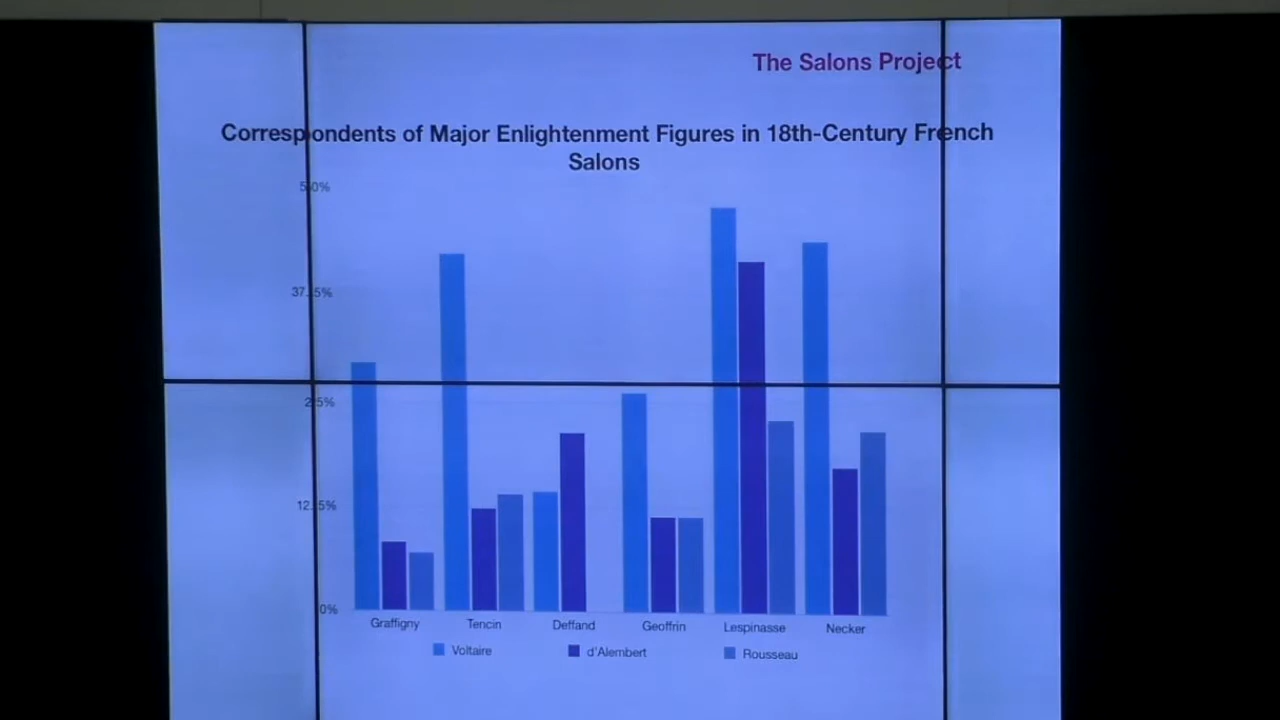 The Salons Project
Correspondents of Major Enlightenment Figures in 18th-Century French
Salons
50%
37.5%
25%
12.5%
0%
Graffigny Tencin Deffand Geoffrin Lespinasse Necker
Voltaire d'Alembert Rousseau